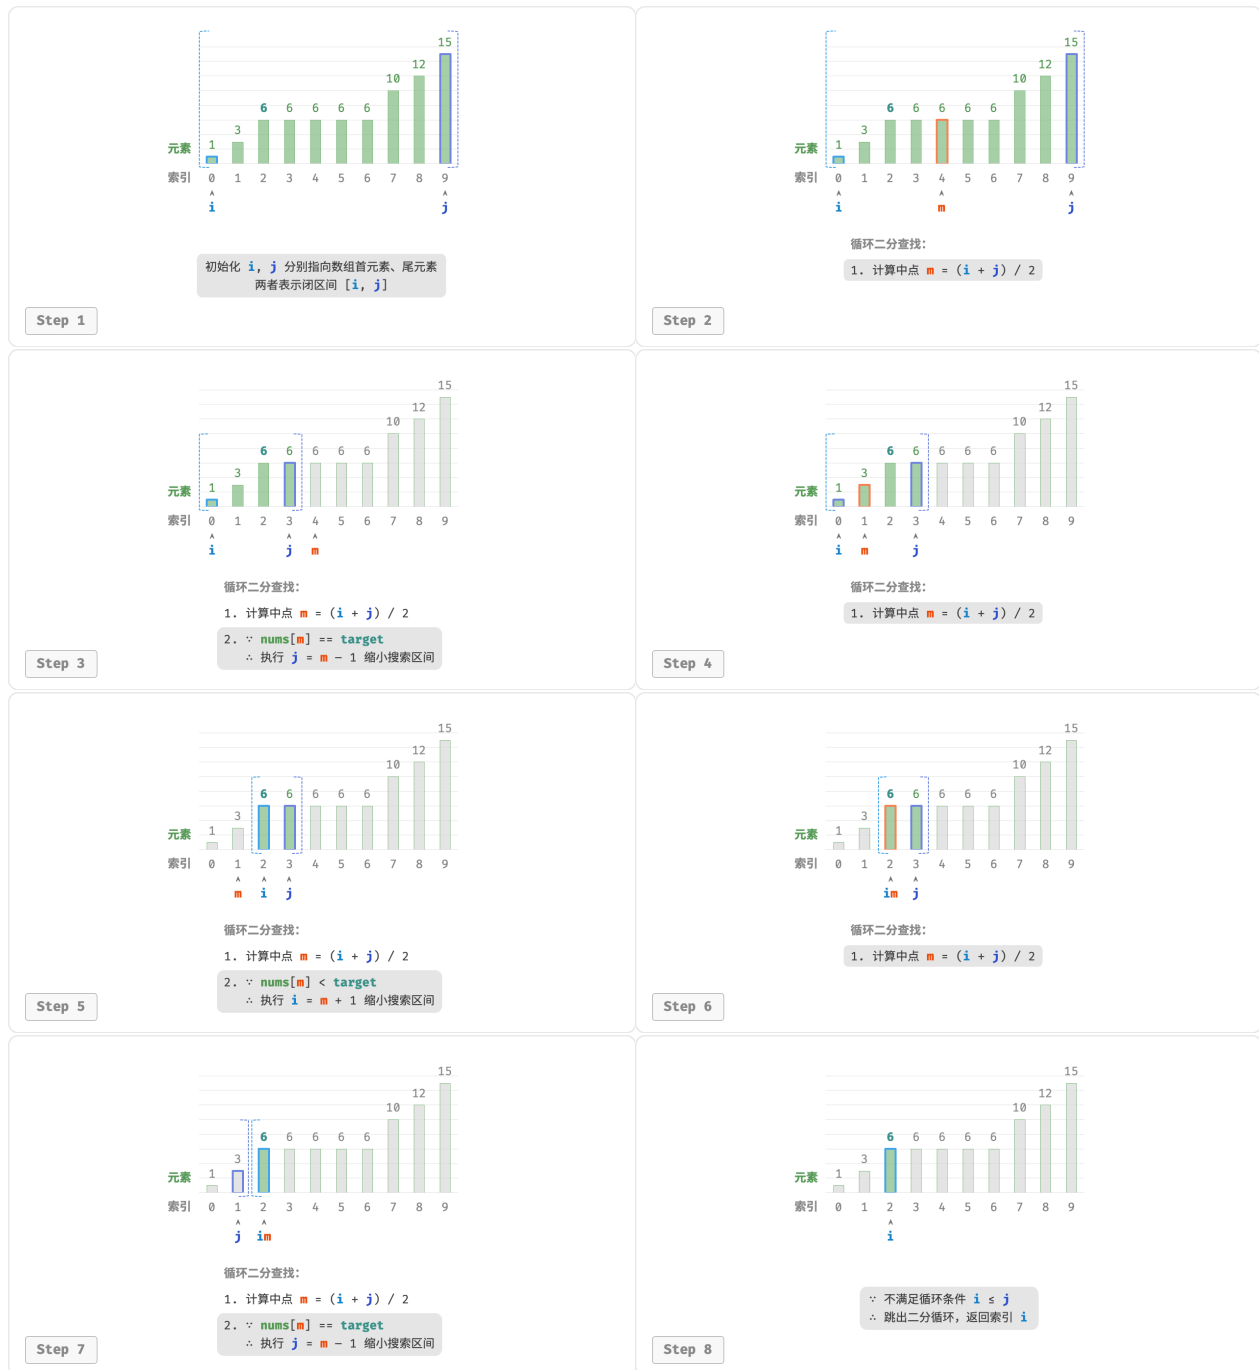 15
12
10
6 6 6 6 6
3
1
元素
索引 0 1 2 3 4 5 6 7 8 9
i j
初始化 i, j 分别指向数组首元素、尾元素
两者表示闭区间 [i, j]
Step 1
15
12
10
6 6 6 6 6
3
1
元素
索引 0 1 2 3 4 5 6 7 8 9
i m j
循环二分查找:
1. 计算中点 m = (i + j) / 2
Step 2
15
12
10
6 6 6 6 6
3
1
元素
索引 0 1 2 3 4 5 6 7 8 9
i j m
循环二分查找:
1. 计算中点 m = (i + j) / 2
2. ∵ nums[m] == target
∴ 执行 j = m − 1 缩小搜索区间
Step 3
15
12
10
6 6 6 6 6
3
1
元素
索引 0 1 2 3 4 5 6 7 8 9
i m j
循环二分查找:
1. 计算中点 m = (i + j) / 2
Step 4
15
12
10
6 6 6 6 6
3
1
元素
索引 0 1 2 3 4 5 6 7 8 9
m i j
循环二分查找:
1. 计算中点 m = (i + j) / 2
2. ∵ nums[m] < target
∴ 执行 i = m + 1 缩小搜索区间
Step 5
15
12
10
6 6 6 6 6
3
1
元素
索引 0 1 2 3 4 5 6 7 8 9
im j
循环二分查找:
1. 计算中点 m = (i + j) / 2
Step 6
15
12
10
6 6 6 6 6
3
1
元素
索引 0 1 2 3 4 5 6 7 8 9
j im
循环二分查找:
1. 计算中点 m = (i + j) / 2
2. ∵ nums[m] == target
∴ 执行 j = m − 1 缩小搜索区间
Step 7
15
12
10
6 6 6 6 6
3
1
元素
索引 0 1 2 3 4 5 6 7 8 9
i
∵ 不满足循环条件 i ≤ j
∴ 跳出二分循环，返回索引 i
Step 8